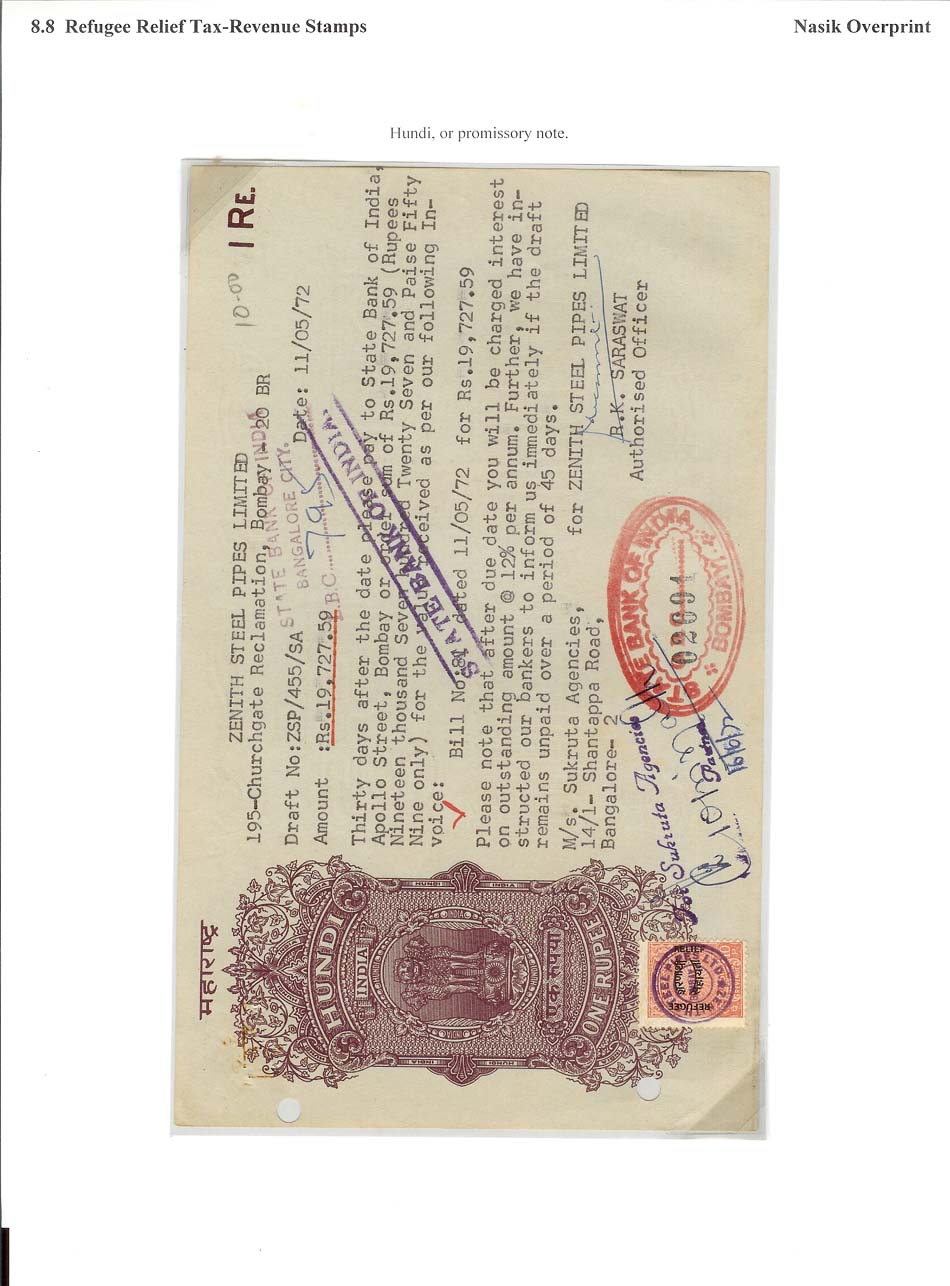 8.8 Refugee Relief Tax-Revenue Stamps
Nasik Overprint
Hundi, or promissory note.
महाराष्ट्र
HUNDI
INDIA
एक रुपया
ONE RUPEE
1 RE.
10-00
ZENITH STEEL PIPES LIMITED
195-Churchgate Reclamation, Bombay - 20 BR
STATE BANK OF INDIA
BANGALORE CITY.
Draft No:ZSP/455/SA
Date: 11/05/72
Amount :Rs.19,727.59
795
Thirty days after the date please pay to State Bank of India,
Apollo Street, Bombay or order sum of Rs.19,727.59 (Rupees
Nineteen thousand Seven hundred Twenty Seven and Paise Fifty
Nine only) for the value received as per our following In-
voice:
STATE BANK OF INDIA.
Bill No:81 dated 11/05/72 for Rs.19,727.59
Please note that after due date you will be charged interest
on outstanding amount @ 12% per annum. Further, we have in-
structed our bankers to inform us immediately if the draft
remains unpaid over a period of 45 days.
M/s. Sukruta Agencies,
14/1- Shantappa Road,
Bangalore- 2
for ZENITH STEEL PIPES LIMITED
R.K. SARASWAT
Authorised Officer
STATE BANK OF INDIA
02691
BOMBAY.
For Sukruta Agencies
Partner
16/6/72
REFUGEE
RELIEF